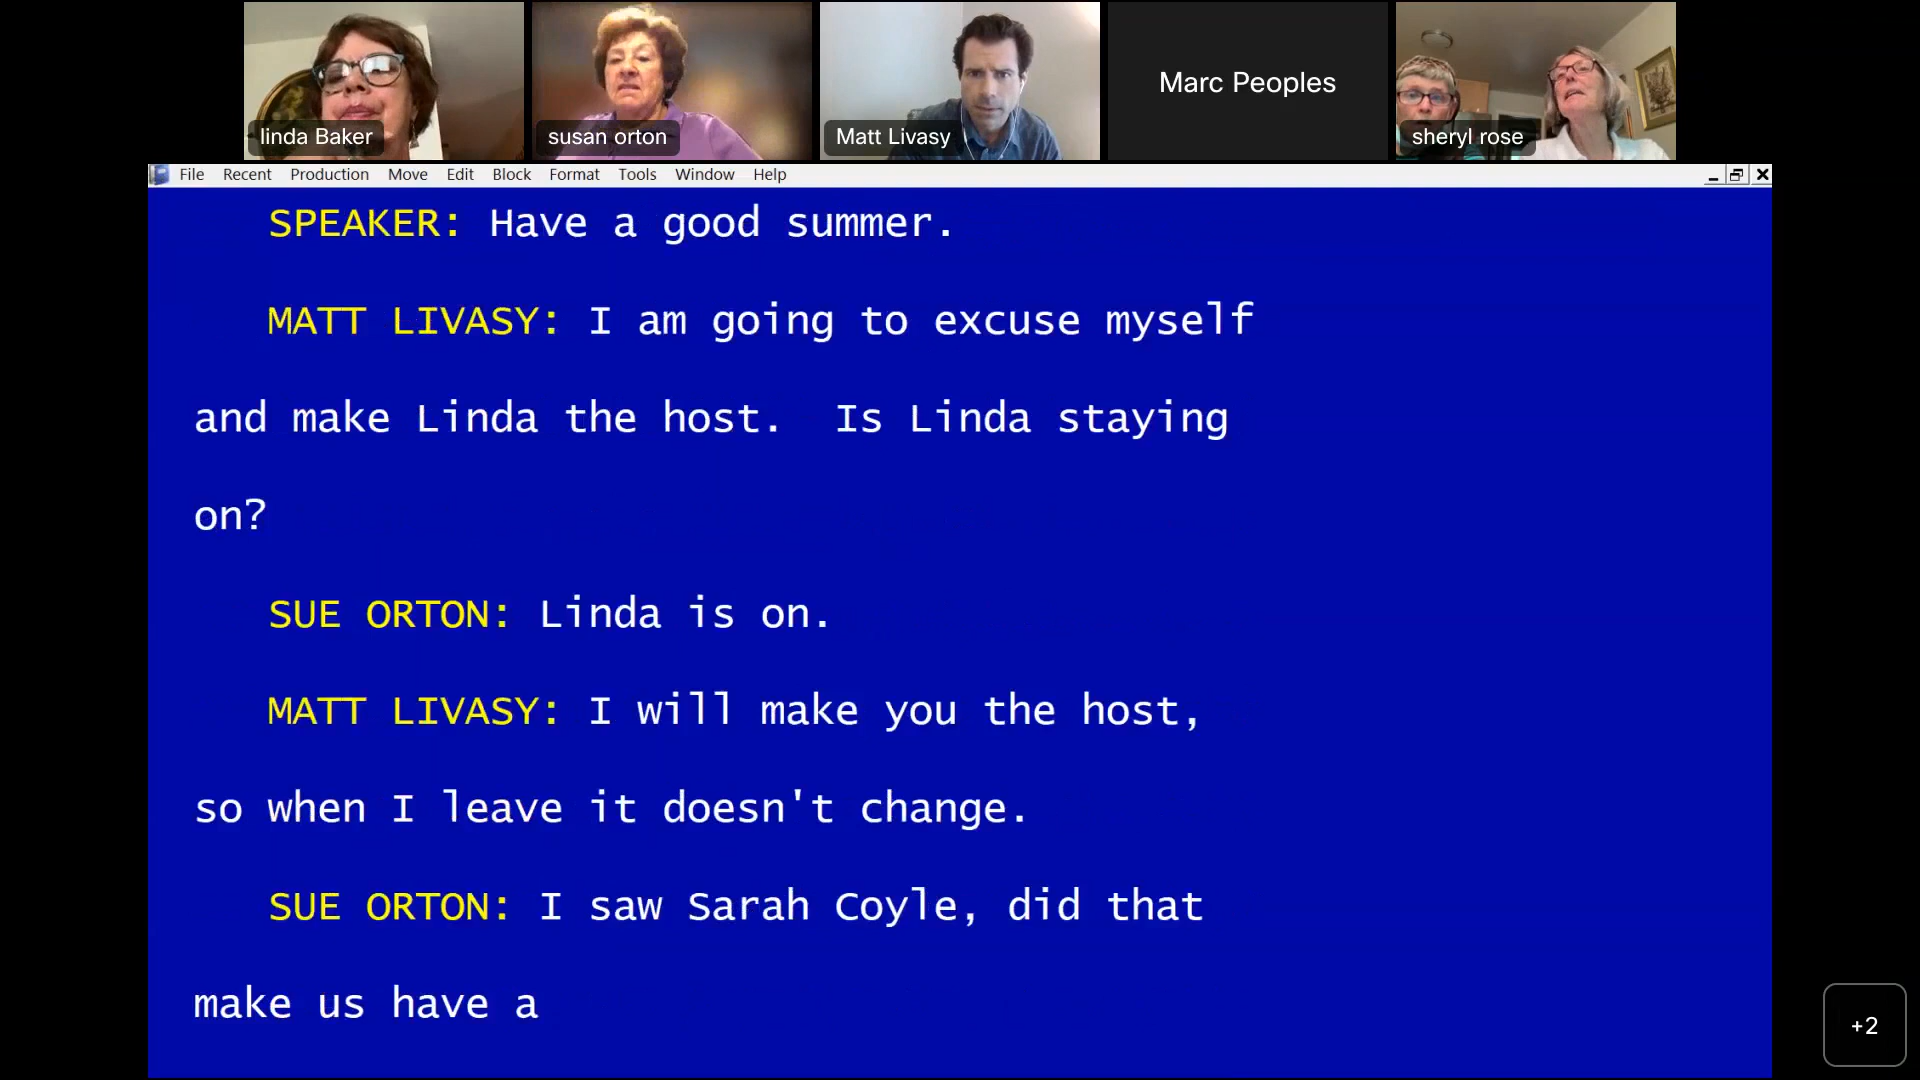 linda Baker
susan orton
Matt Livasy
Marc Peoples
sheryl rose
File Recent Production Move Edit Block Format Tools Window Help
SPEAKER: Have a good summer.
MATT LIVASY: I am going to excuse myself
and make Linda the host.  Is Linda staying
on?
SUE ORTON: Linda is on.
MATT LIVASY: I will make you the host,
so when I leave it doesn't change.
SUE ORTON: I saw Sarah Coyle, did that
make us have a
+2